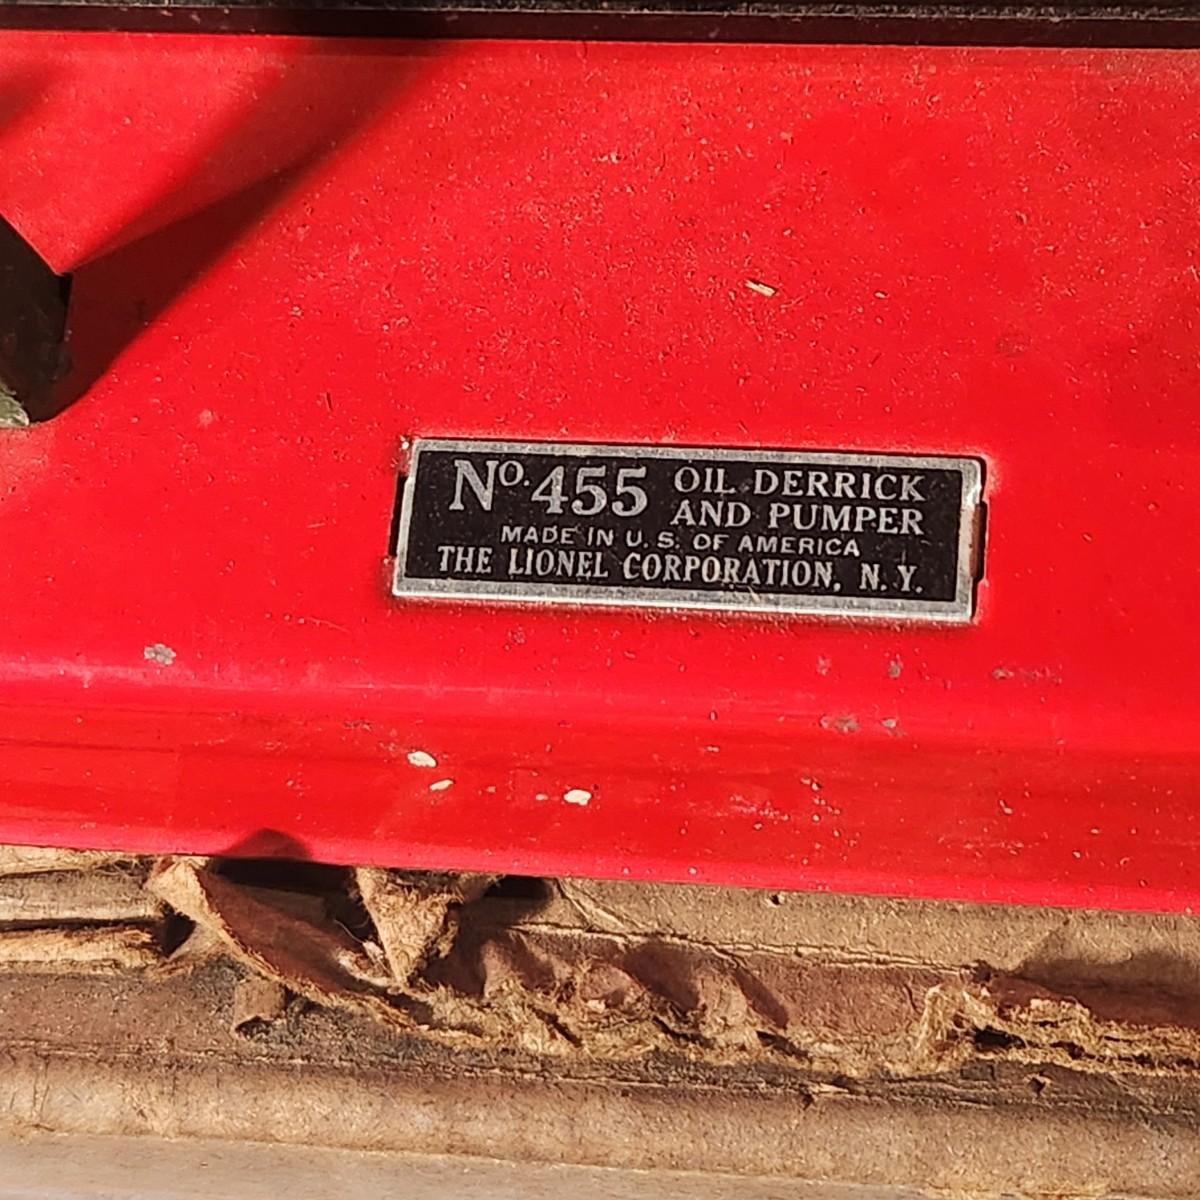 No. 455 OIL DERRICK
AND PUMPER
MADE IN U. S. OF AMERICA
THE LIONEL CORPORATION, N. Y.